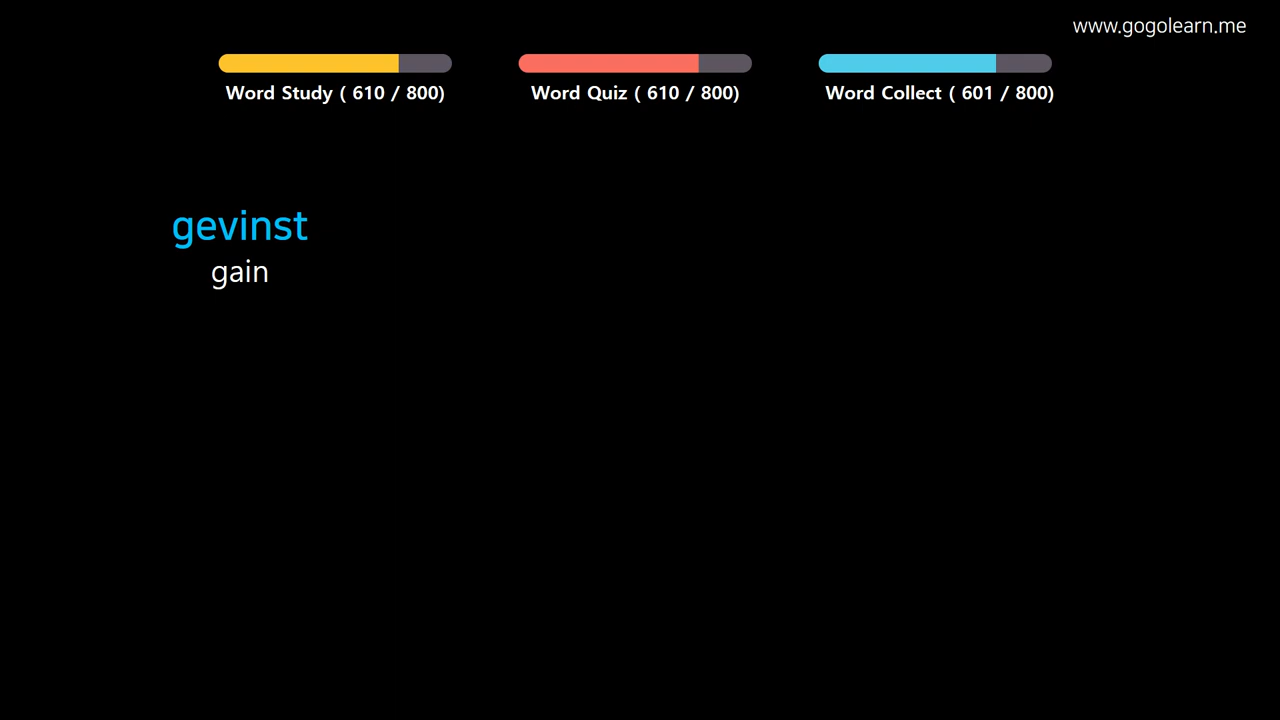 www.gogolearn.me
Word Study ( 610 / 800)
Word Quiz ( 610 / 800)
Word Collect ( 601 / 800)
gevinst
gain